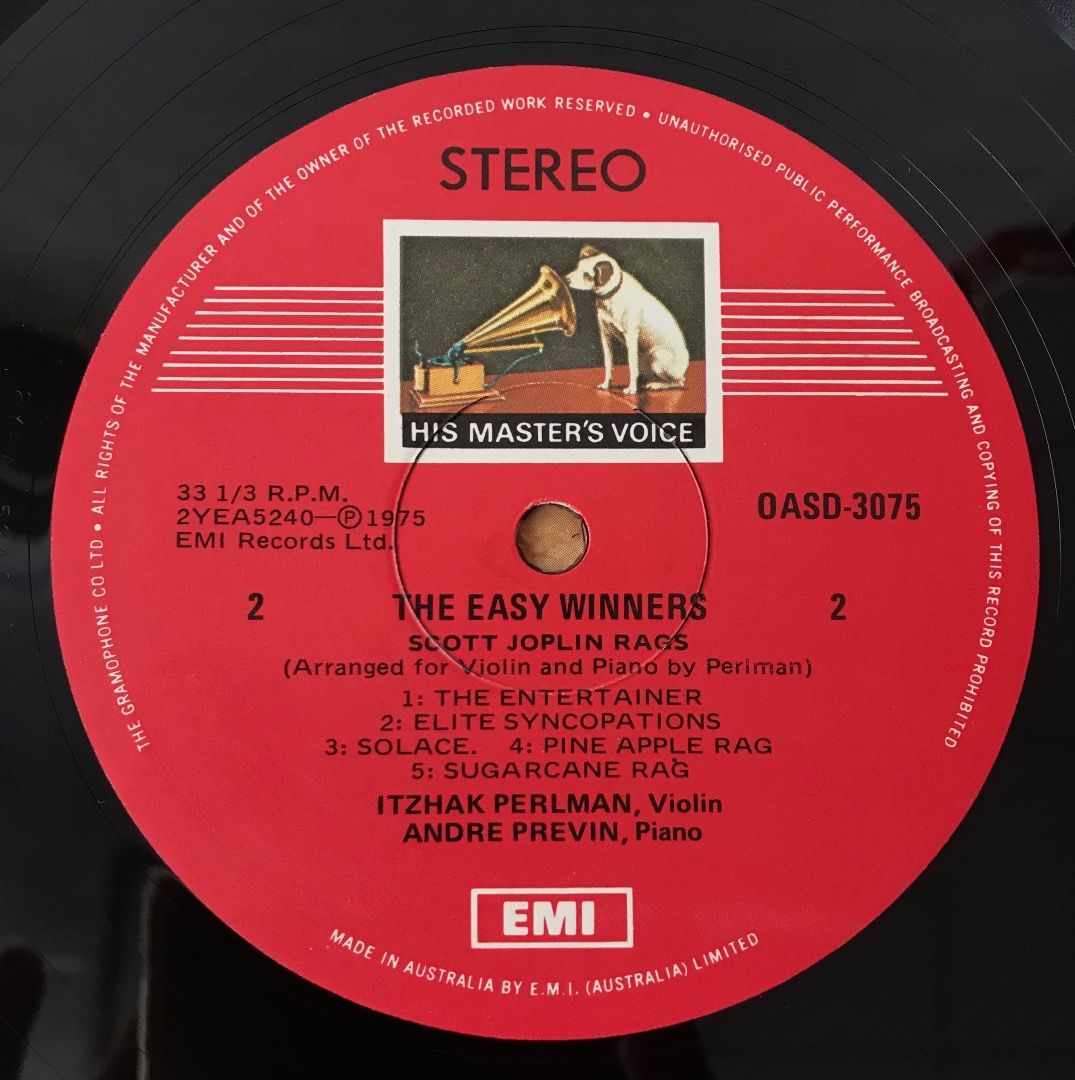 THE GRAMOPHONE CO LTD • ALL RIGHTS OF THE MANUFACTURER AND OF THE OWNER OF THE RECORDED WORK RESERVED • UNAUTHORISED PUBLIC PERFORMANCE BROADCASTING AND COPYING OF THIS RECORD PROHIBITED
STEREO
HIS MASTER'S VOICE
33 1/3 R.P.M.
2YEA5240—Ⓟ1975
EMI Records Ltd.
OASD-3075
2 THE EASY WINNERS 2
SCOTT JOPLIN RAGS
(Arranged for Violin and Piano by Perlman)
1: THE ENTERTAINER
2: ELITE SYNCOPATIONS
3: SOLACE. 4: PINE APPLE RAG
5: SUGARCANE RAG
ITZHAK PERLMAN, Violin
ANDRE PREVIN, Piano
EMI
MADE IN AUSTRALIA BY E.M.I. (AUSTRALIA) LIMITED